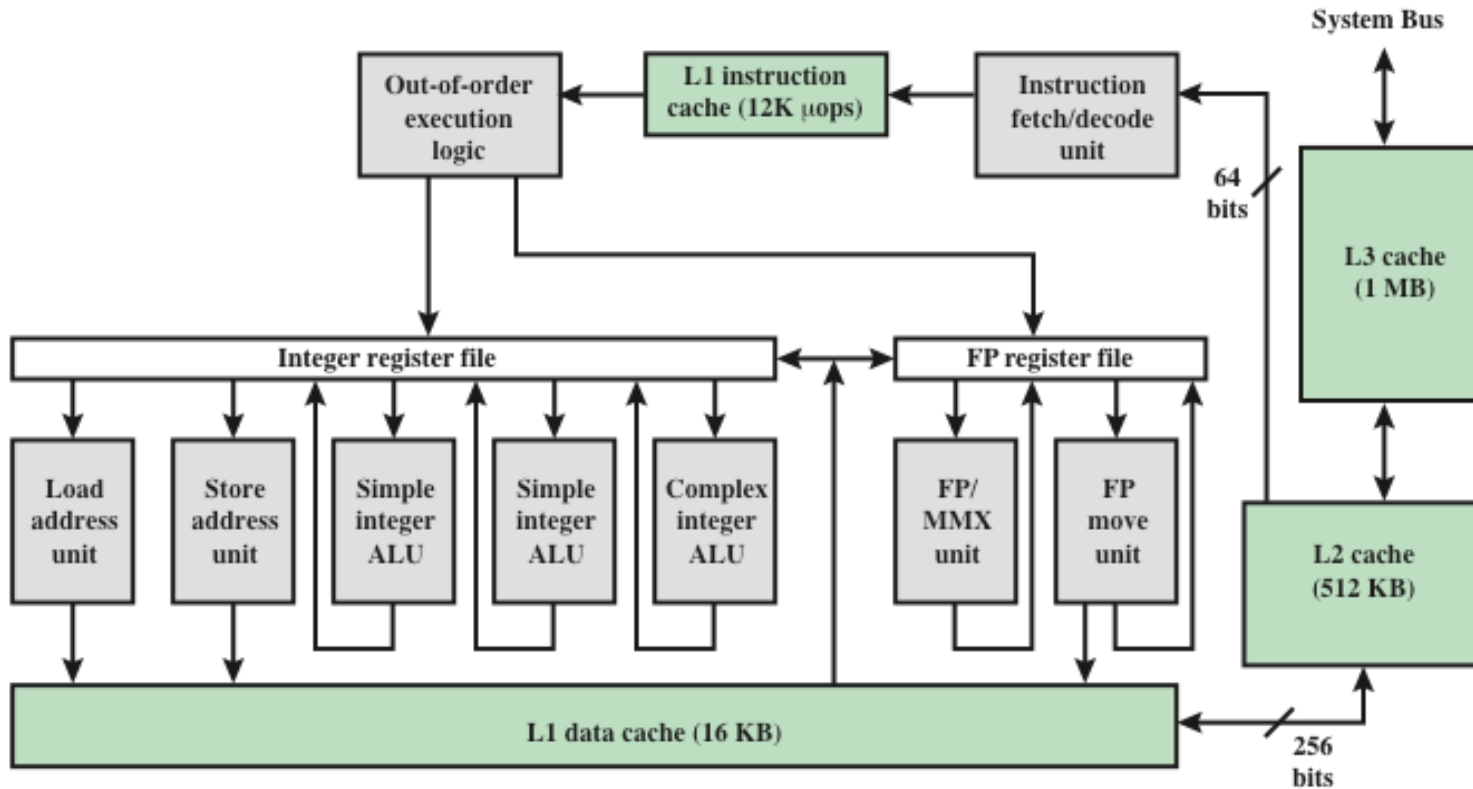 System Bus
Out-of-order
execution
logic
L1 instruction
cache (12K μops)
Instruction
fetch/decode
unit
64
bits
L3 cache
(1 MB)
Integer register file
FP register file
Load
address
unit
Store
address
unit
Simple
integer
ALU
Simple
integer
ALU
Complex
integer
ALU
FP/
MMX
unit
FP
move
unit
L2 cache
(512 KB)
L1 data cache (16 KB)
256
bits